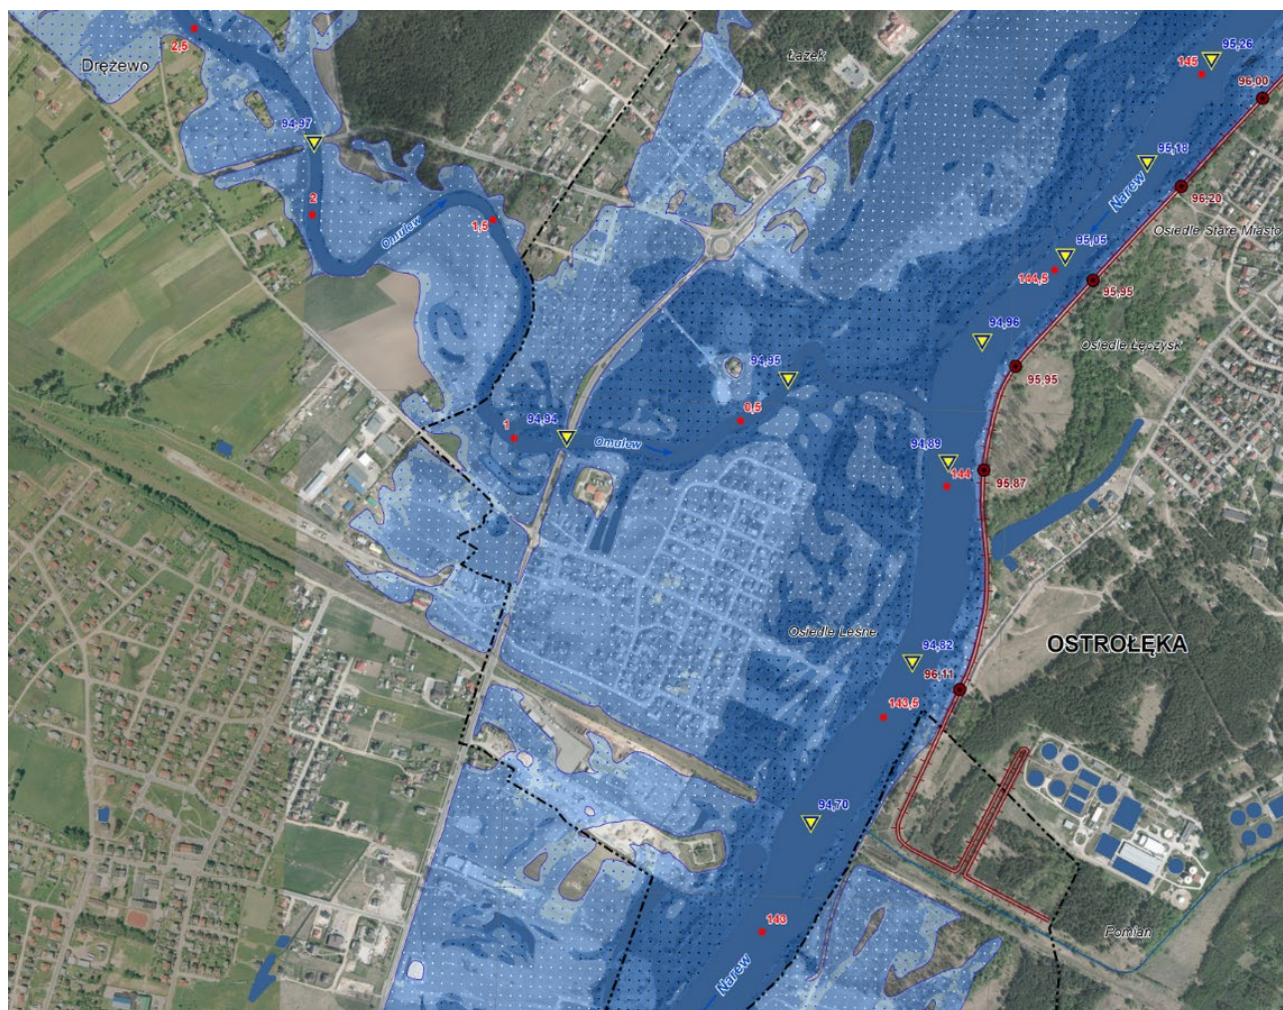 2,5
Drężewo
Łazek
95,26
145
96,00
94,97
95,18
96,20
Narew
2
1,5
Omulew
Osiedle Stare Miasto
95,05
144,5
95,95
94,96
Osiedle Łęczysk
95,95
94,95
0,5
1
94,94
Omulew
94,89
144
95,87
Osiedle Leśne
94,82
OSTROŁĘKA
96,11
143,5
94,70
143
Pomian
Narew